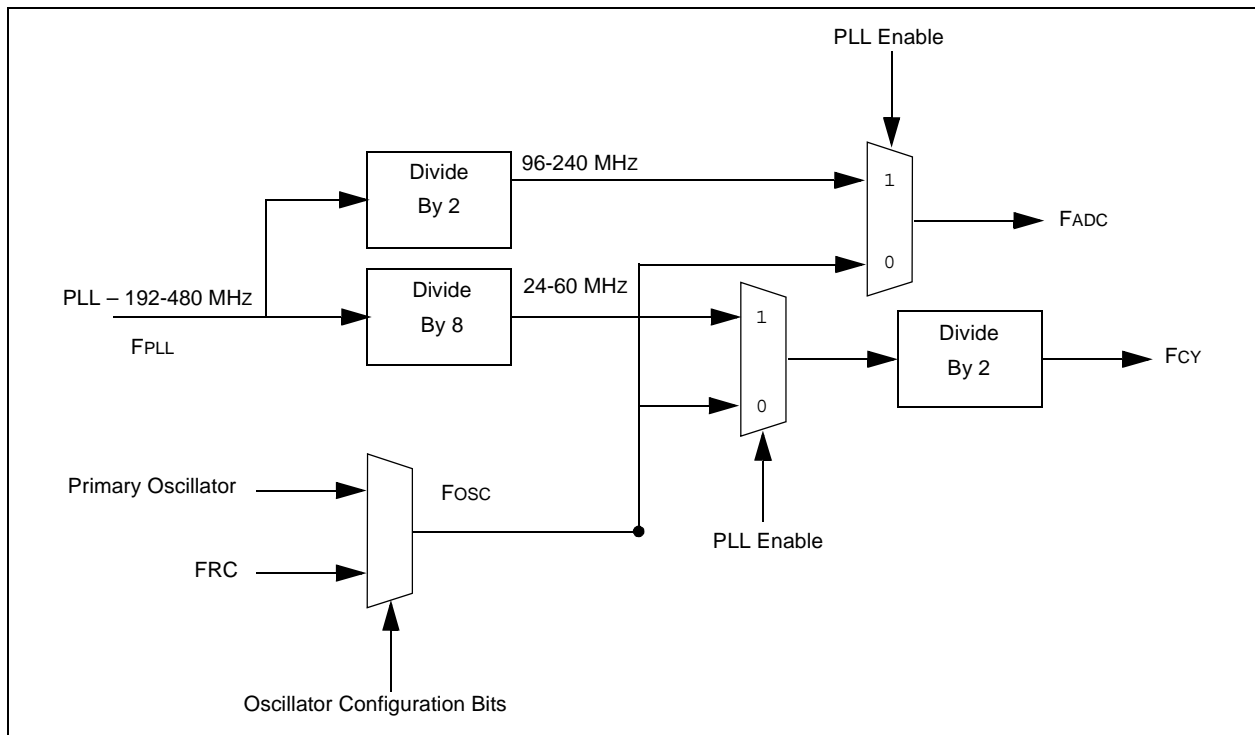 PLL Enable
Divide
By 2
96-240 MHz
1
0
FADC
PLL – 192-480 MHz
FPLL
Divide
By 8
24-60 MHz
1
0
Divide
By 2
FCY
Primary Oscillator
FRC
FOSC
PLL Enable
Oscillator Configuration Bits